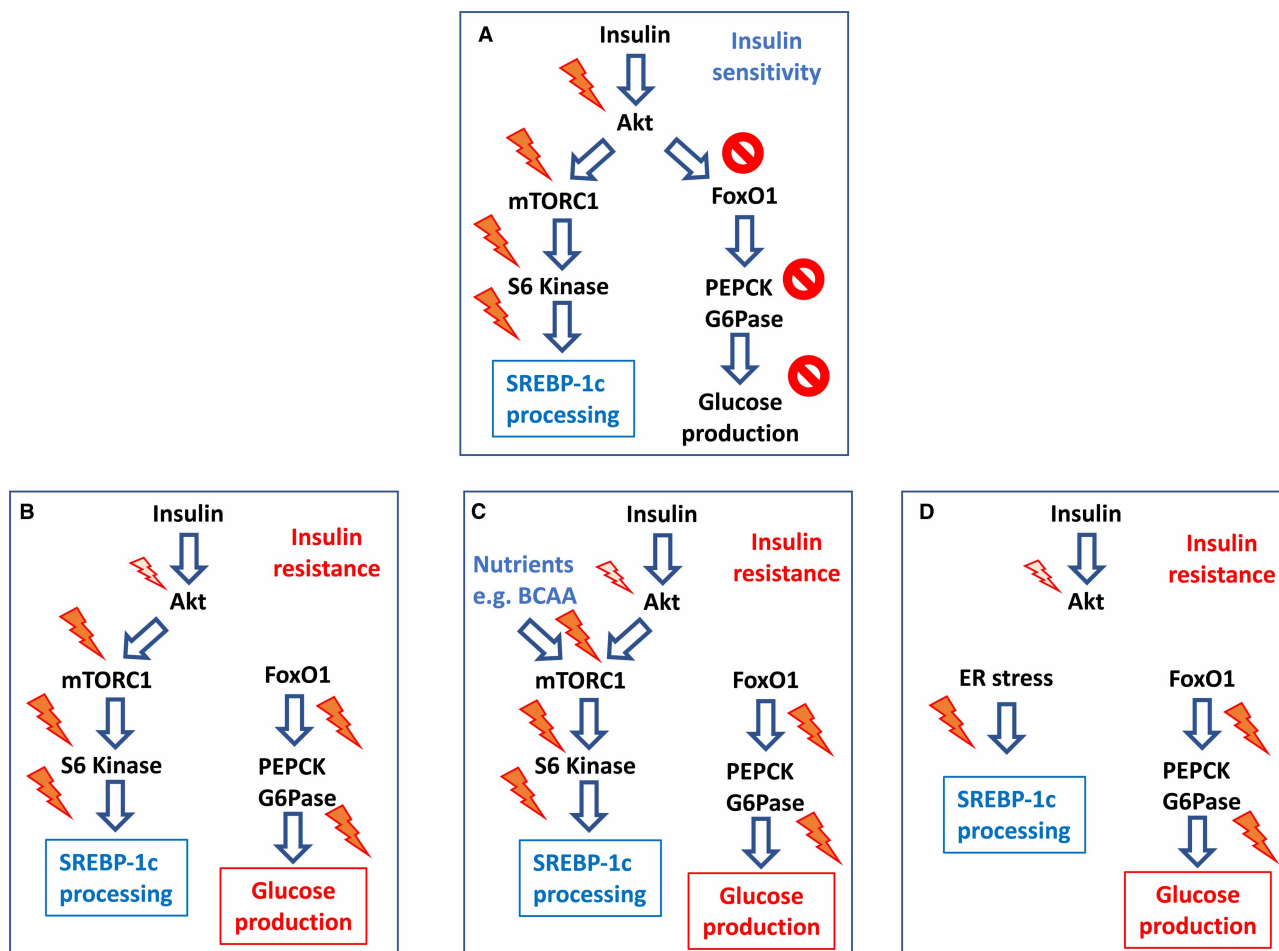 A
Insulin
Insulin
sensitivity
Akt
mTORC1
FoxO1
S6 Kinase
PEPCK
G6Pase
SREBP-1c
processing
Glucose
production
B
Insulin
Insulin
resistance
Akt
mTORC1
FoxO1
S6 Kinase
PEPCK
G6Pase
SREBP-1c
processing
Glucose
production
C
Insulin
Insulin
resistance
Nutrients
e.g. BCAA
Akt
mTORC1
FoxO1
S6 Kinase
PEPCK
G6Pase
SREBP-1c
processing
Glucose
production
D
Insulin
Insulin
resistance
Akt
ER stress
FoxO1
PEPCK
G6Pase
SREBP-1c
processing
Glucose
production